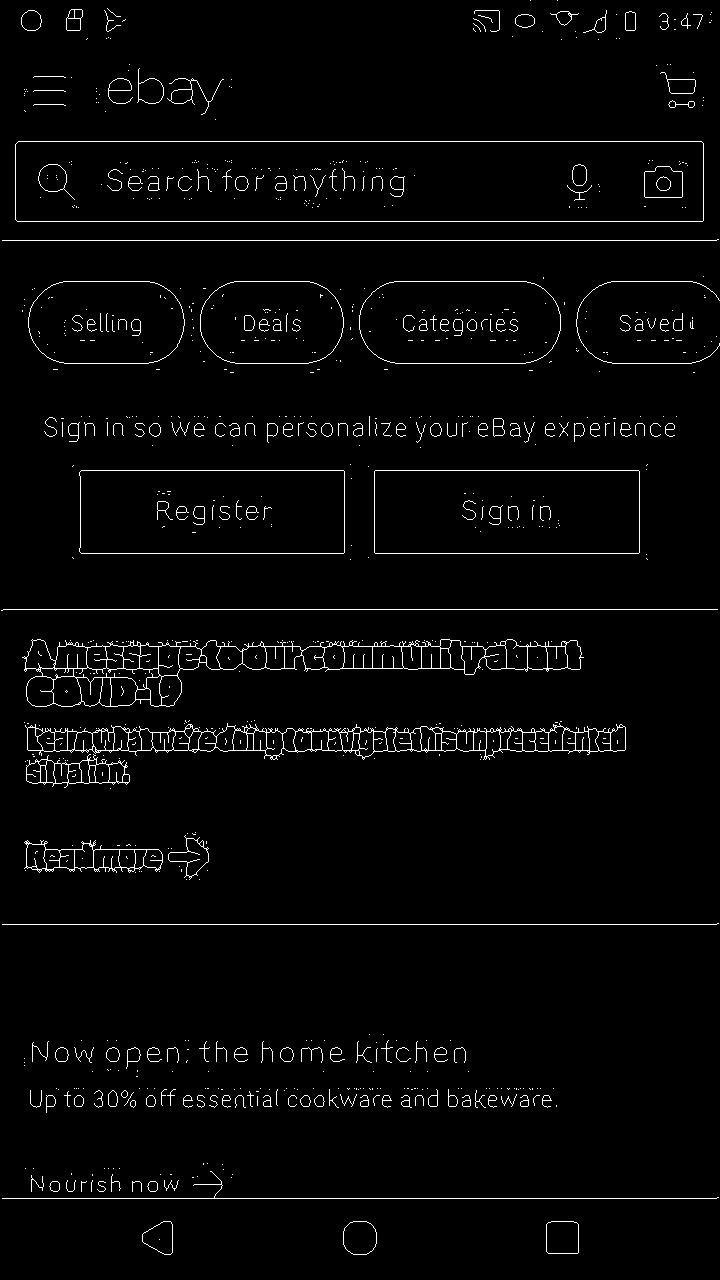 3:47
ebay
Search for anything
Selling Deals Categories Saved
Sign in so we can personalize your eBay experience
Register Sign in
A message to our community about
COVID-19
Learn what we're doing to navigate this unprecedented
situation.
Read more →
Now open: the home kitchen
Up to 30% off essential cookware and bakeware.
Nourish now →